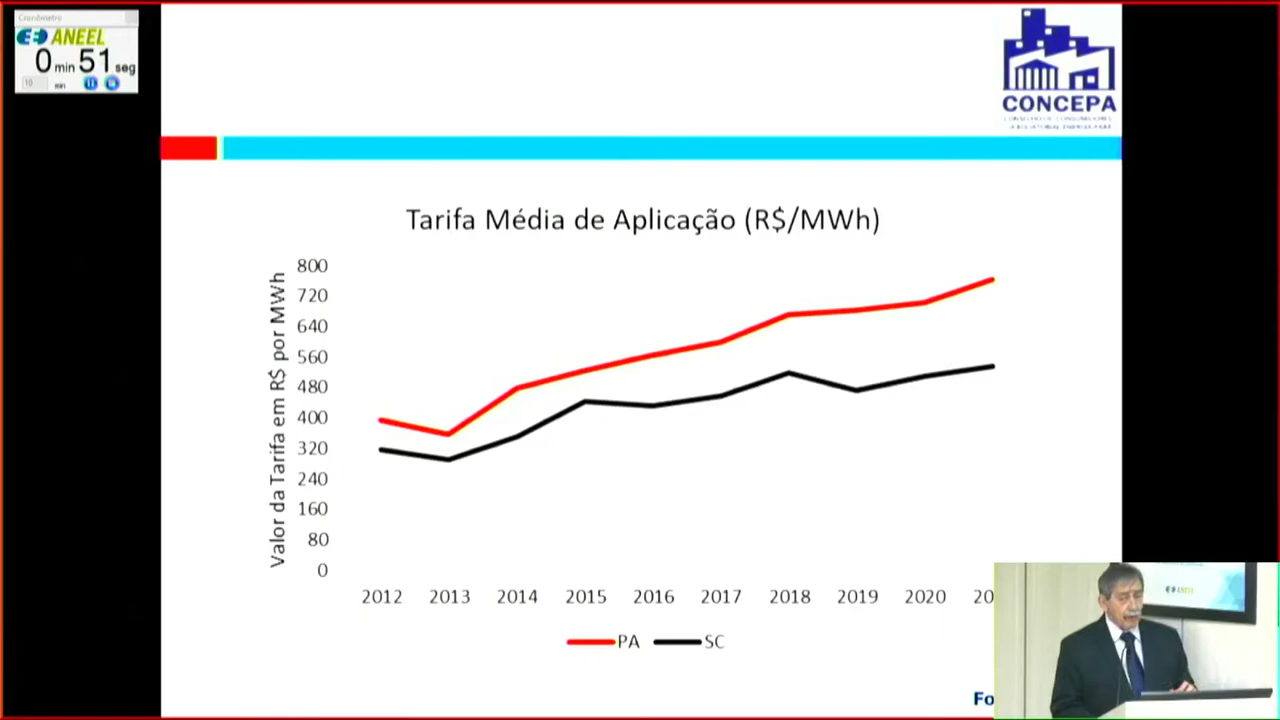 Cronômetro
ANEEL
0 min 51 seg
10 min
CONCEPA
Tarifa Média de Aplicação (R$/MWh)
Valor da Tarifa em R$ por MWh
800
720
640
560
480
400
320
240
160
80
0
2012 2013 2014 2015 2016 2017 2018 2019 2020 20
PA SC
Fo